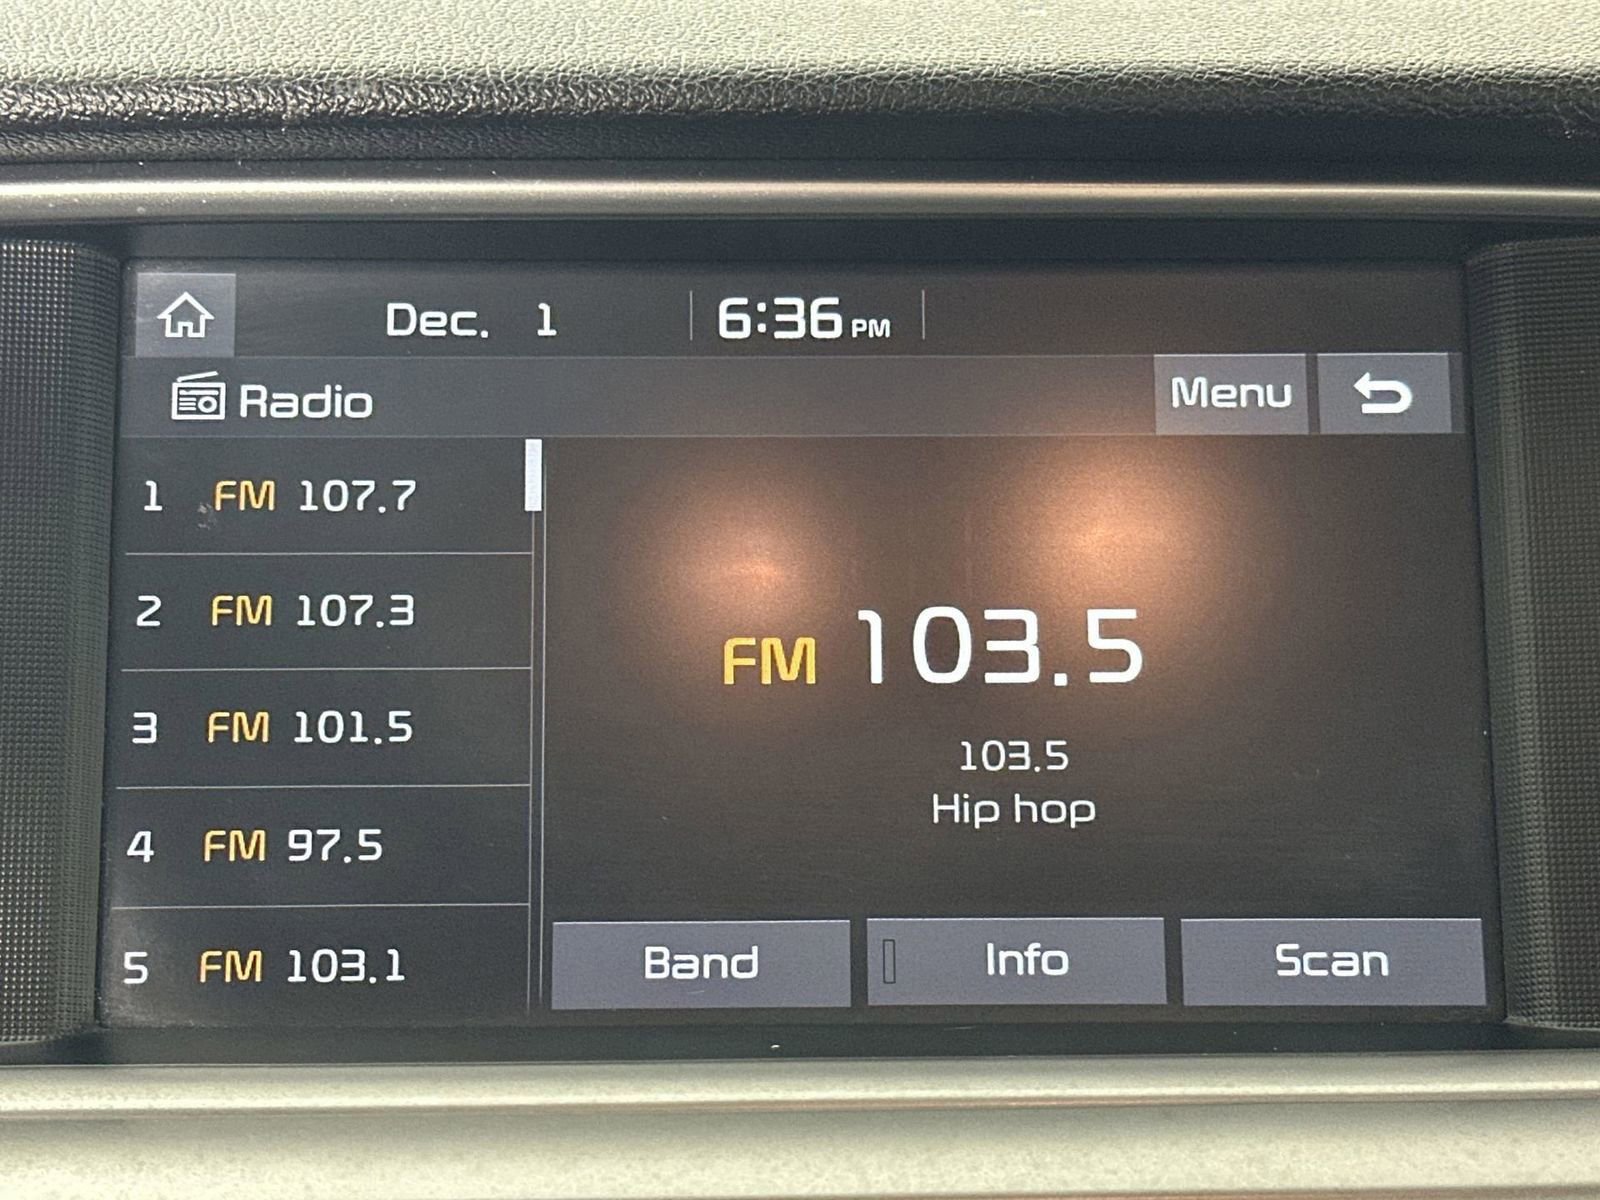 Dec. 1 6:36 PM
Radio Menu
1 FM 107.7
2 FM 107.3
3 FM 101.5
4 FM 97.5
5 FM 103.1
FM 103.5
103.5
Hip hop
Band Info Scan